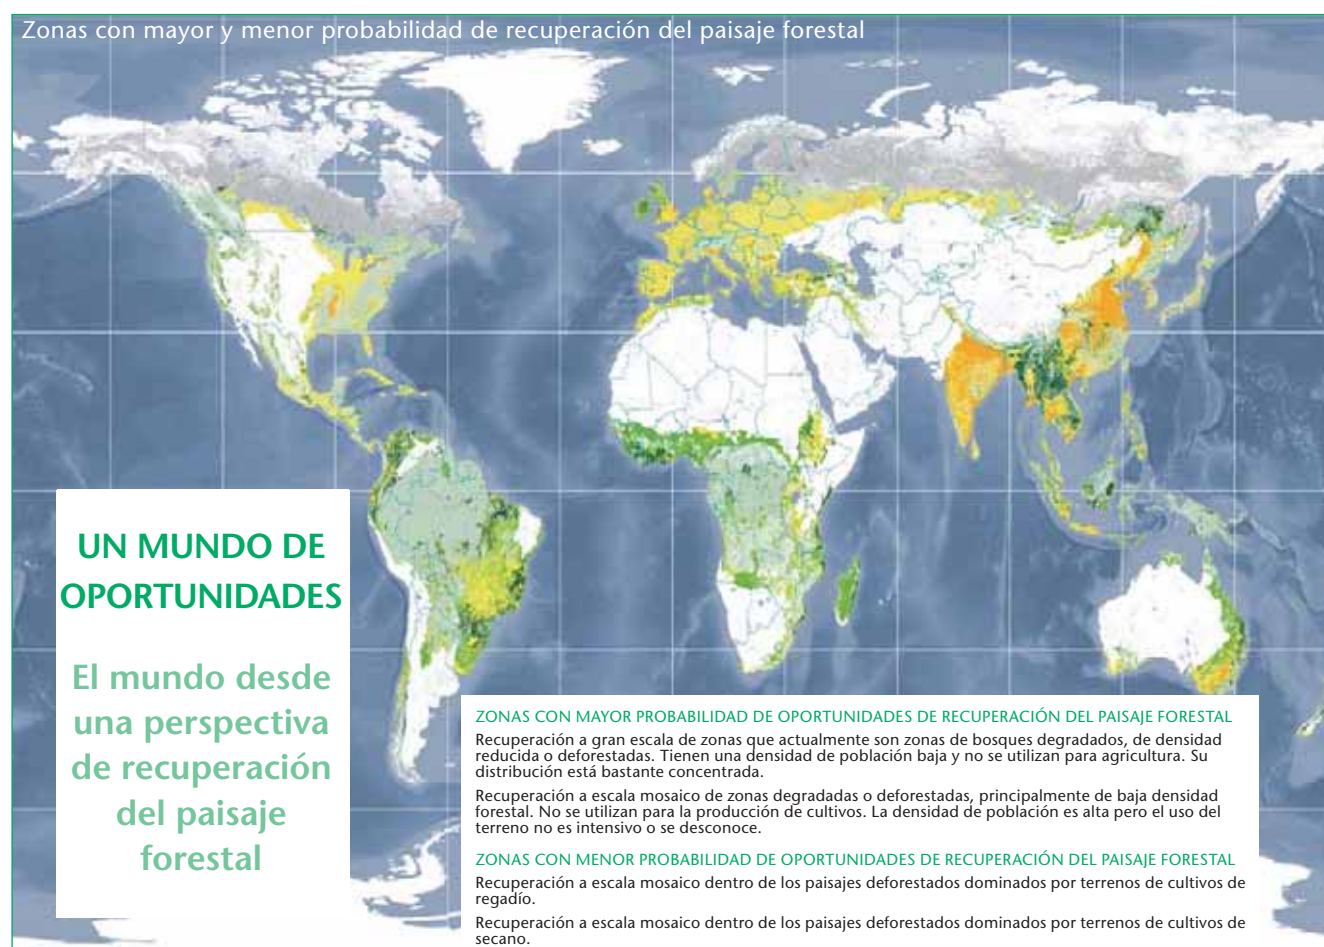 Zonas con mayor y menor probabilidad de recuperación del paisaje forestal
UN MUNDO DE
OPORTUNIDADES
El mundo desde
una perspectiva
de recuperación
del paisaje
forestal
ZONAS CON MAYOR PROBABILIDAD DE OPORTUNIDADES DE RECUPERACIÓN DEL PAISAJE FORESTAL
Recuperación a gran escala de zonas que actualmente son zonas de bosques degradados, de densidad
reducida o deforestadas. Tienen una densidad de población baja y no se utilizan para agricultura. Su
distribución está bastante concentrada.
Recuperación a escala mosaico de zonas degradadas o deforestadas, principalmente de baja densidad
forestal. No se utilizan para la producción de cultivos. La densidad de población es alta pero el uso del
terreno no es intensivo o se desconoce.
ZONAS CON MENOR PROBABILIDAD DE OPORTUNIDADES DE RECUPERACIÓN DEL PAISAJE FORESTAL
Recuperación a escala mosaico dentro de los paisajes deforestados dominados por terrenos de cultivos de
regadío.
Recuperación a escala mosaico dentro de los paisajes deforestados dominados por terrenos de cultivos de
secano.